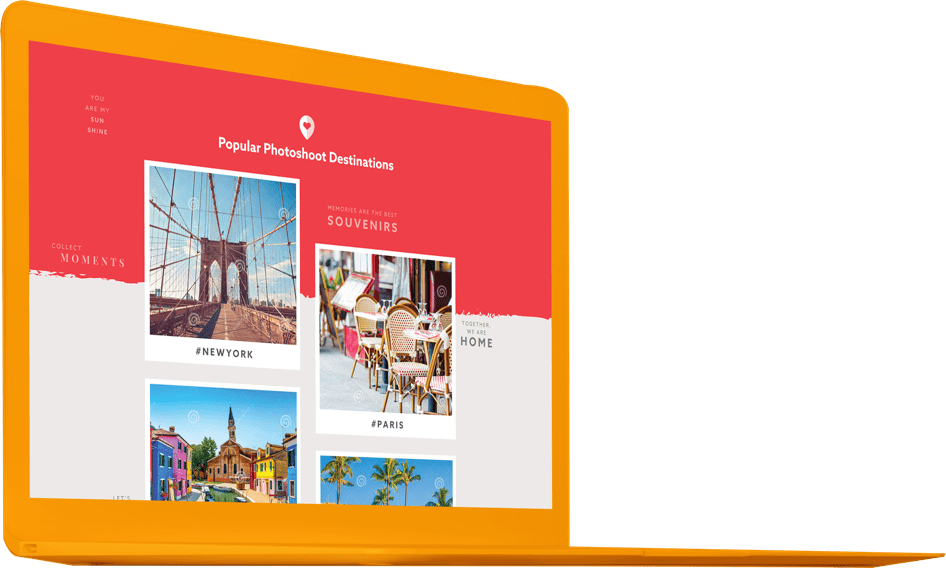 YOU
ARE MY
SUN
SHINE
Popular Photoshoot Destinations
MEMORIES ARE THE BEST
SOUVENIRS
COLLECT
MOMENTS
TOGETHER,
WE ARE
HOME
#NEWYORK
#PARIS
LET'S